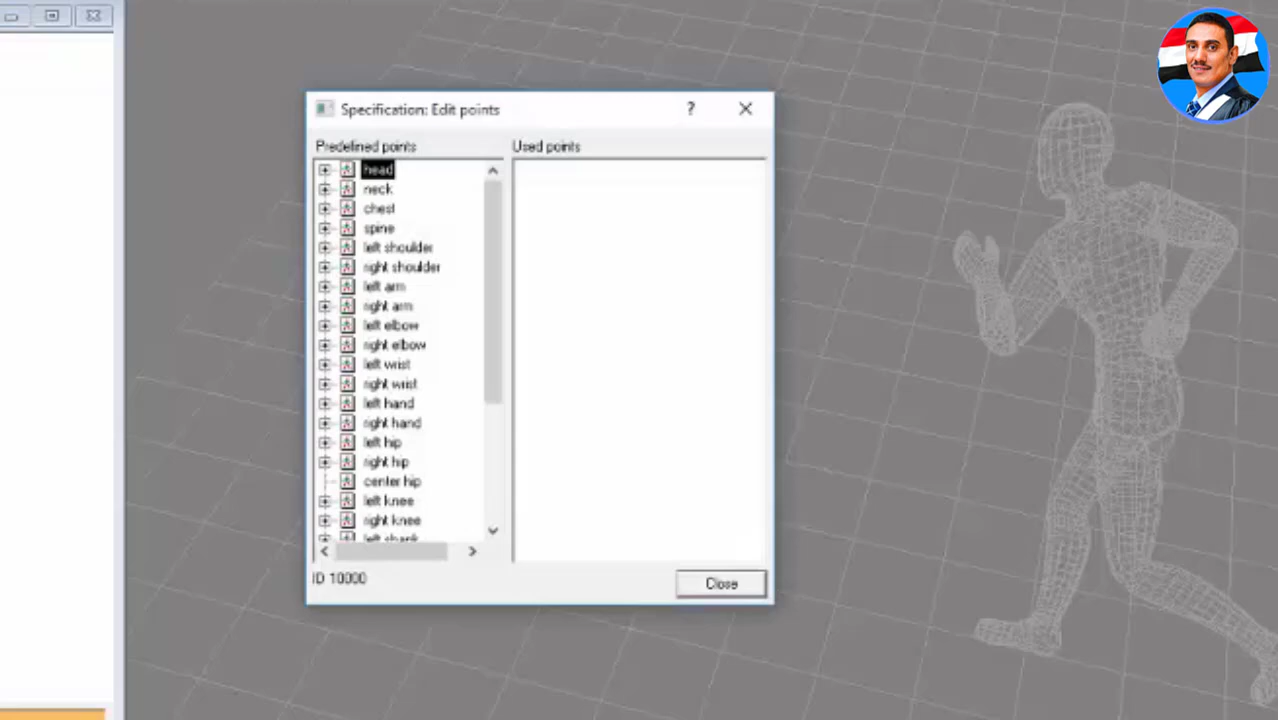 Specification: Edit points
?
Predefined points
Used points
head
neck
chest
spine
left shoulder
right shoulder
left arm
right arm
left elbow
right elbow
left wrist
right wrist
left hand
right hand
left hip
right hip
center hip
left knee
right knee
left shank
ID 10000
Close